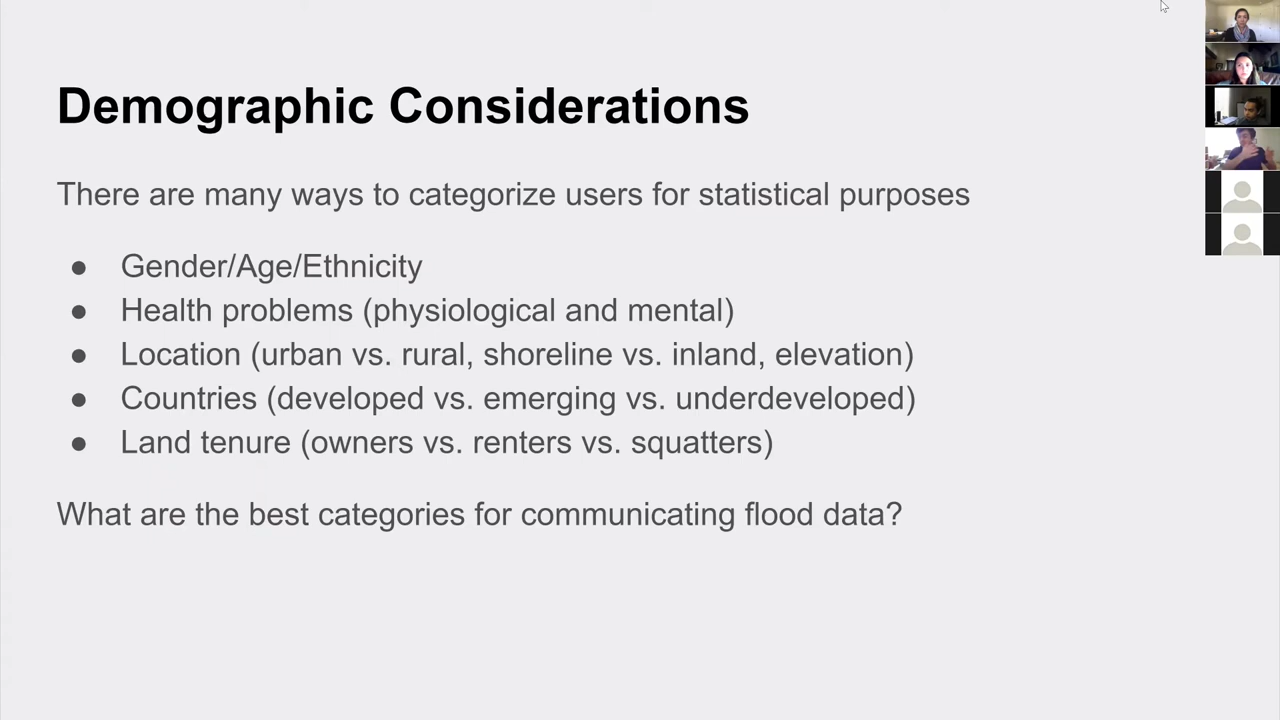 Demographic Considerations
There are many ways to categorize users for statistical purposes
● Gender/Age/Ethnicity
● Health problems (physiological and mental)
● Location (urban vs. rural, shoreline vs. inland, elevation)
● Countries (developed vs. emerging vs. underdeveloped)
● Land tenure (owners vs. renters vs. squatters)
What are the best categories for communicating flood data?